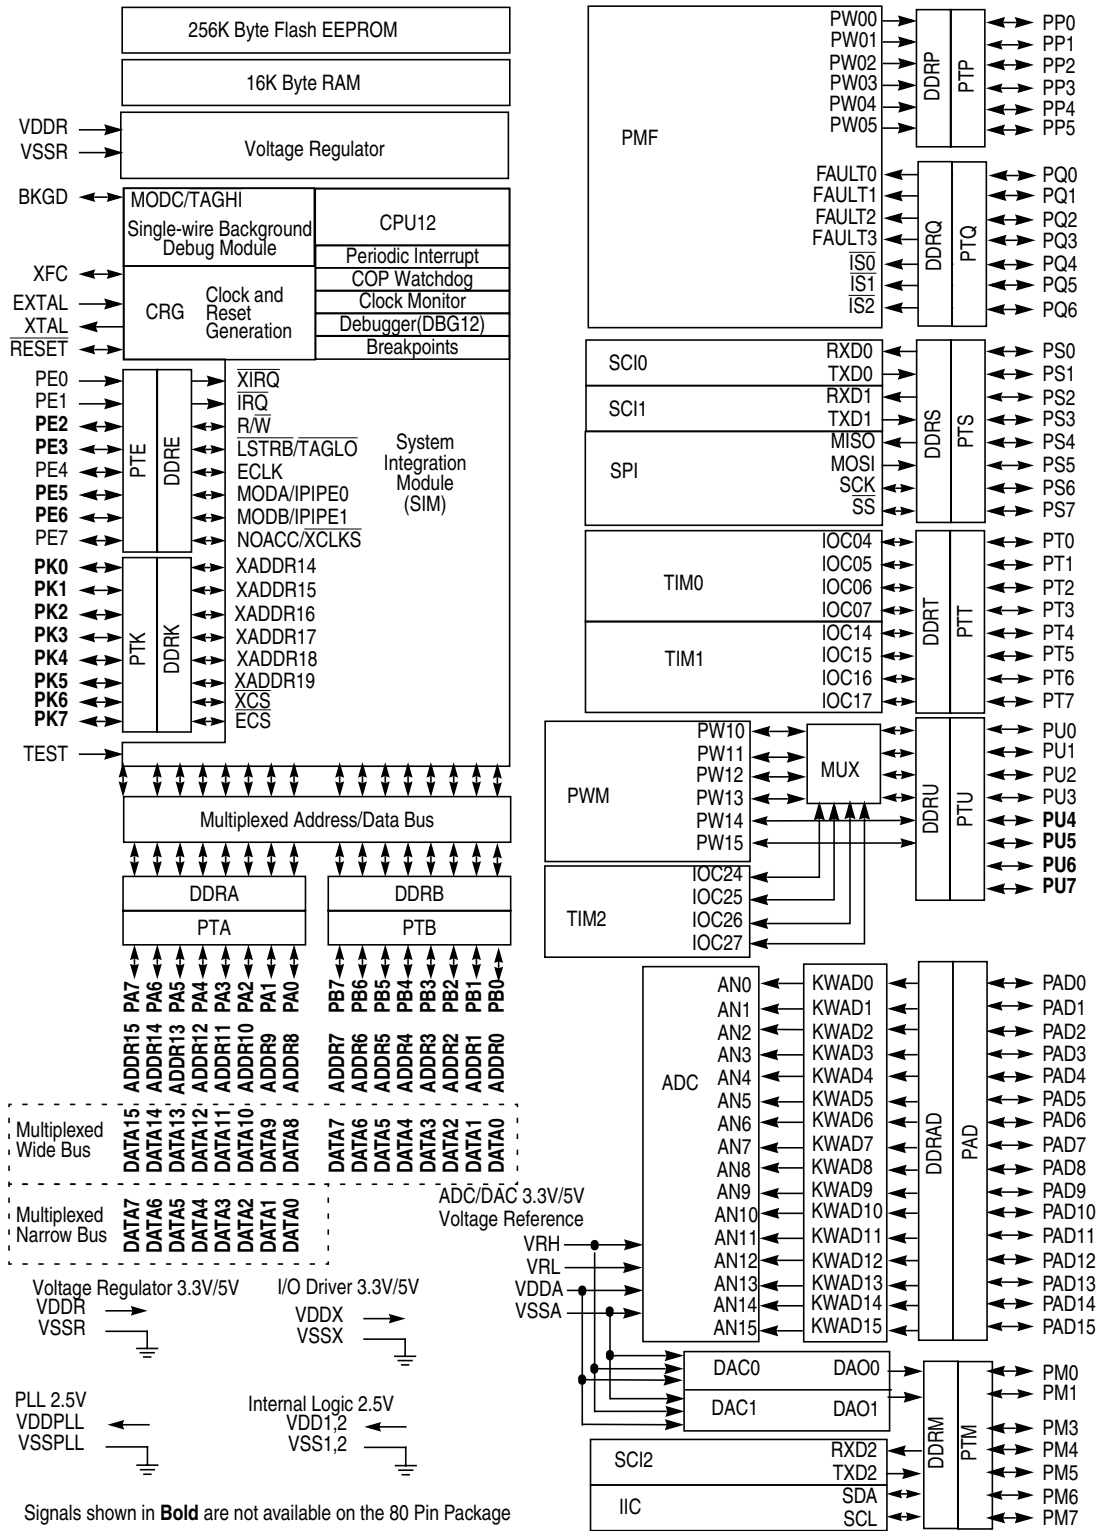 256K Byte Flash EEPROM
16K Byte RAM
VDDR
VSSR
Voltage Regulator
BKGD
MODC/TAGHI
Single-wire Background
Debug Module
CPU12
Periodic Interrupt
COP Watchdog
Clock Monitor
Debugger(DBG12)
Breakpoints
XFC
EXTAL
XTAL
RESET
CRG
Clock and
Reset
Generation
PE0
PE1
PE2
PE3
PE4
PE5
PE6
PE7
PTE
DDRE
XIRQ
IRQ
R/W
LSTRB/TAGLO
ECLK
MODA/IPIPE0
MODB/IPIPE1
NOACC/XCLKS
System
Integration
Module
(SIM)
PK0
PK1
PK2
PK3
PK4
PK5
PK6
PK7
PTK
DDRK
XADDR14
XADDR15
XADDR16
XADDR17
XADDR18
XADDR19
XCS
ECS
TEST
Multiplexed Address/Data Bus
DDRA
DDRB
PTA
PTB
PA7 PA6 PA5 PA4 PA3 PA2 PA1 PA0 PB7 PB6 PB5 PB4 PB3 PB2 PB1 PB0
ADDR15 ADDR14 ADDR13 ADDR12 ADDR11 ADDR10 ADDR9 ADDR8 ADDR7 ADDR6 ADDR5 ADDR4 ADDR3 ADDR2 ADDR1 ADDR0
Multiplexed
Wide Bus
DATA15 DATA14 DATA13 DATA12 DATA11 DATA10 DATA9 DATA8 DATA7 DATA6 DATA5 DATA4 DATA3 DATA2 DATA1 DATA0
Multiplexed
Narrow Bus
DATA7 DATA6 DATA5 DATA4 DATA3 DATA2 DATA1 DATA0
Voltage Regulator 3.3V/5V
VDDR
VSSR
I/O Driver 3.3V/5V
VDDX
VSSX
PLL 2.5V
VDDPLL
VSSPLL
Internal Logic 2.5V
VDD1,2
VSS1,2
Signals shown in Bold are not available on the 80 Pin Package
PMF
PW00
PW01
PW02
PW03
PW04
PW05
DDRP
PTP
PP0
PP1
PP2
PP3
PP4
PP5
FAULT0
FAULT1
FAULT2
FAULT3
IS0
IS1
IS2
DDRQ
PTQ
PQ0
PQ1
PQ2
PQ3
PQ4
PQ5
PQ6
SCI0
RXD0
TXD0
SCI1
RXD1
TXD1
SPI
MISO
MOSI
SCK
SS
DDRS
PTS
PS0
PS1
PS2
PS3
PS4
PS5
PS6
PS7
TIM0
IOC04
IOC05
IOC06
IOC07
TIM1
IOC14
IOC15
IOC16
IOC17
DDRT
PTT
PT0
PT1
PT2
PT3
PT4
PT5
PT6
PT7
PWM
PW10
PW11
PW12
PW13
PW14
PW15
MUX
DDRU
PTU
PU0
PU1
PU2
PU3
PU4
PU5
PU6
PU7
TIM2
IOC24
IOC25
IOC26
IOC27
ADC
AN0
AN1
AN2
AN3
AN4
AN5
AN6
AN7
AN8
AN9
AN10
AN11
AN12
AN13
AN14
AN15
KWAD0
KWAD1
KWAD2
KWAD3
KWAD4
KWAD5
KWAD6
KWAD7
KWAD8
KWAD9
KWAD10
KWAD11
KWAD12
KWAD13
KWAD14
KWAD15
DDRAD
PAD
PAD0
PAD1
PAD2
PAD3
PAD4
PAD5
PAD6
PAD7
PAD8
PAD9
PAD10
PAD11
PAD12
PAD13
PAD14
PAD15
ADC/DAC 3.3V/5V
Voltage Reference
VRH
VRL
VDDA
VSSA
DAC0
DAO0
DAC1
DAO1
SCI2
RXD2
TXD2
IIC
SDA
SCL
DDRM
PTM
PM0
PM1
PM3
PM4
PM5
PM6
PM7